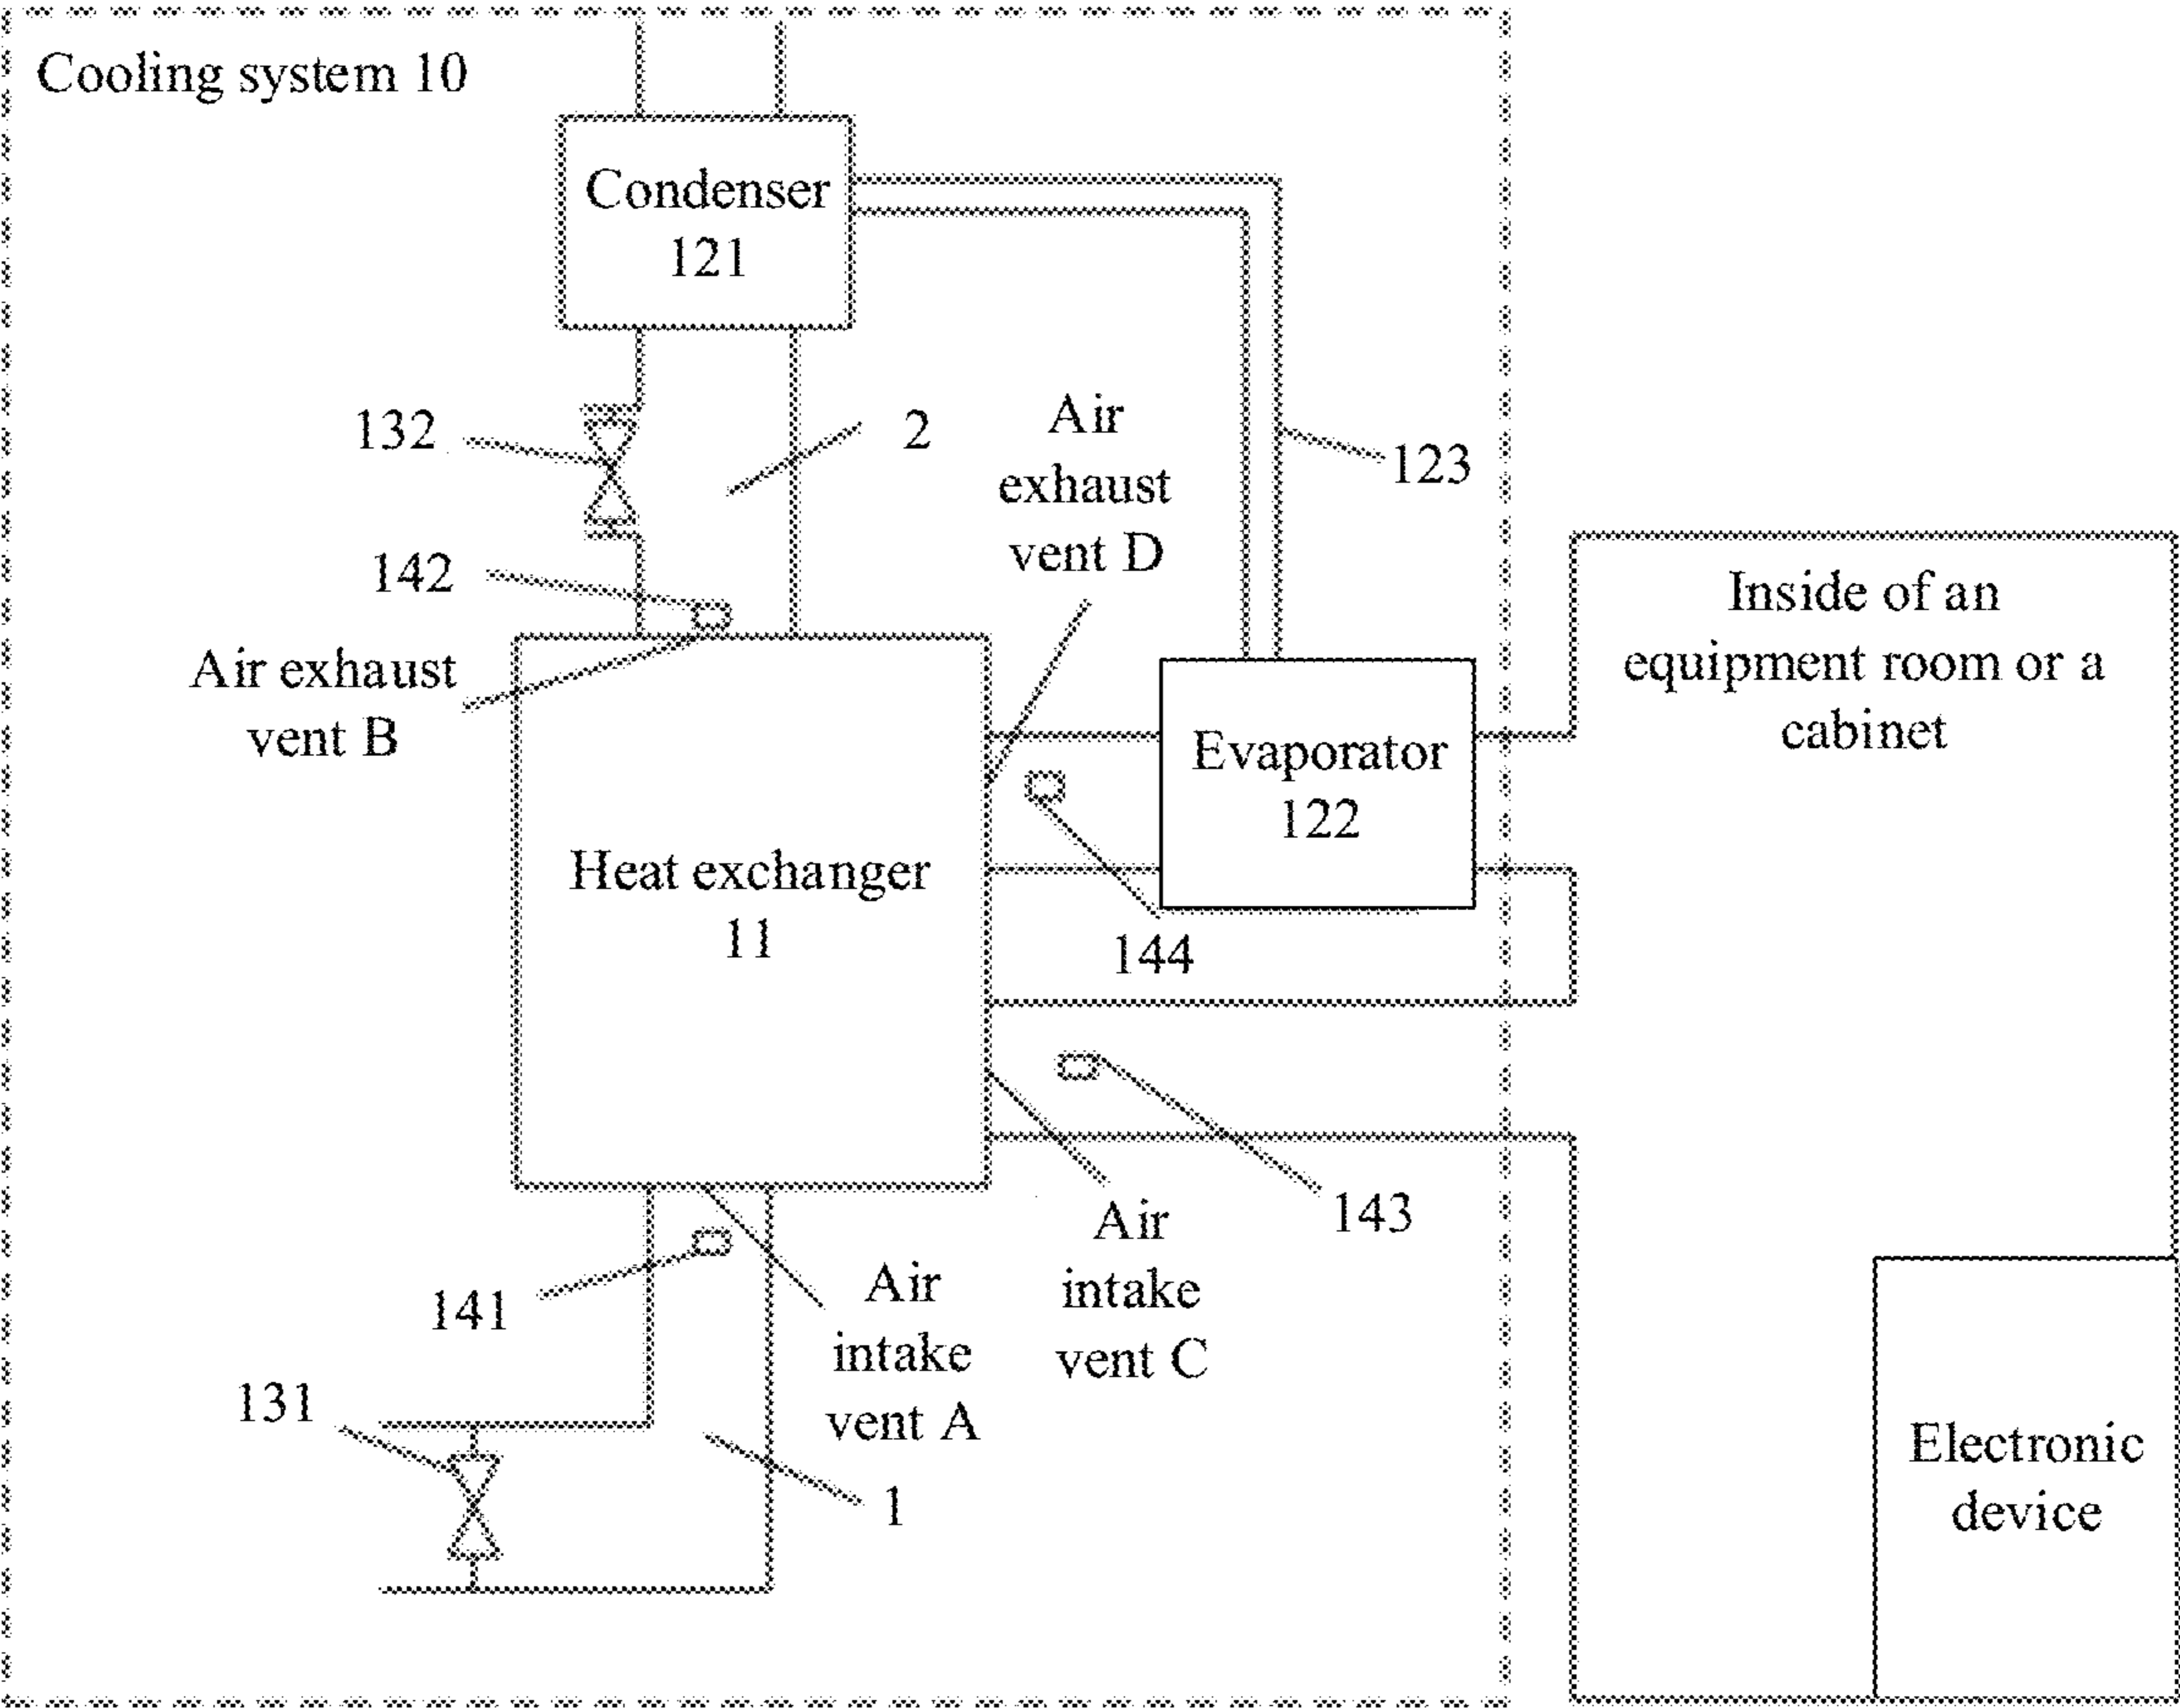 Cooling system 10
Condenser
121
132
2
Air
exhaust
vent D
123
142
Air exhaust
vent B
Inside of an
equipment room or a
cabinet
Evaporator
122
Heat exchanger
11
144
143
141
Air
intake
vent A
Air
intake
vent C
131
1
Electronic
device